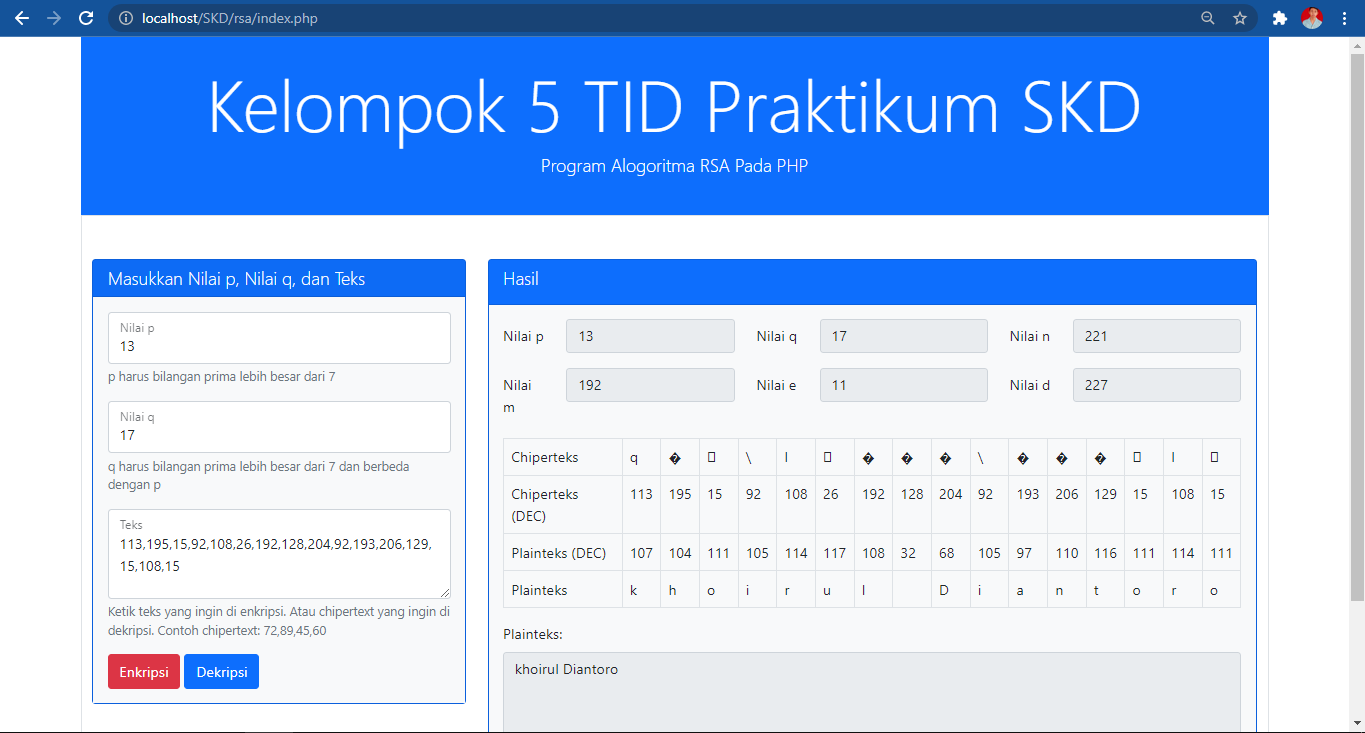 localhost/SKD/rsa/index.php
Kelompok 5 TID Praktikum SKD
Program Alogoritma RSA Pada PHP
Masukkan Nilai p, Nilai q, dan Teks
Nilai p
13
p harus bilangan prima lebih besar dari 7
Nilai q
17
q harus bilangan prima lebih besar dari 7 dan berbeda
dengan p
Teks
113,195,15,92,108,26,192,128,204,92,193,206,129,
15,108,15
Ketik teks yang ingin di enkripsi. Atau chipertext yang ingin di
dekripsi. Contoh chipertext: 72,89,45,60
Enkripsi Dekripsi
Hasil
Nilai p 13 Nilai q 17 Nilai n 221
Nilai 192 Nilai e 11 Nilai d 227
m
Chiperteks q � □ \ l □ � � � \ � � � □ l □
Chiperteks 113 195 15 92 108 26 192 128 204 92 193 206 129 15 108 15
(DEC)
Plainteks (DEC) 107 104 111 105 114 117 108 32 68 105 97 110 116 111 114 111
Plainteks k h o i r u l D i a n t o r o
Plainteks:
khoirul Diantoro